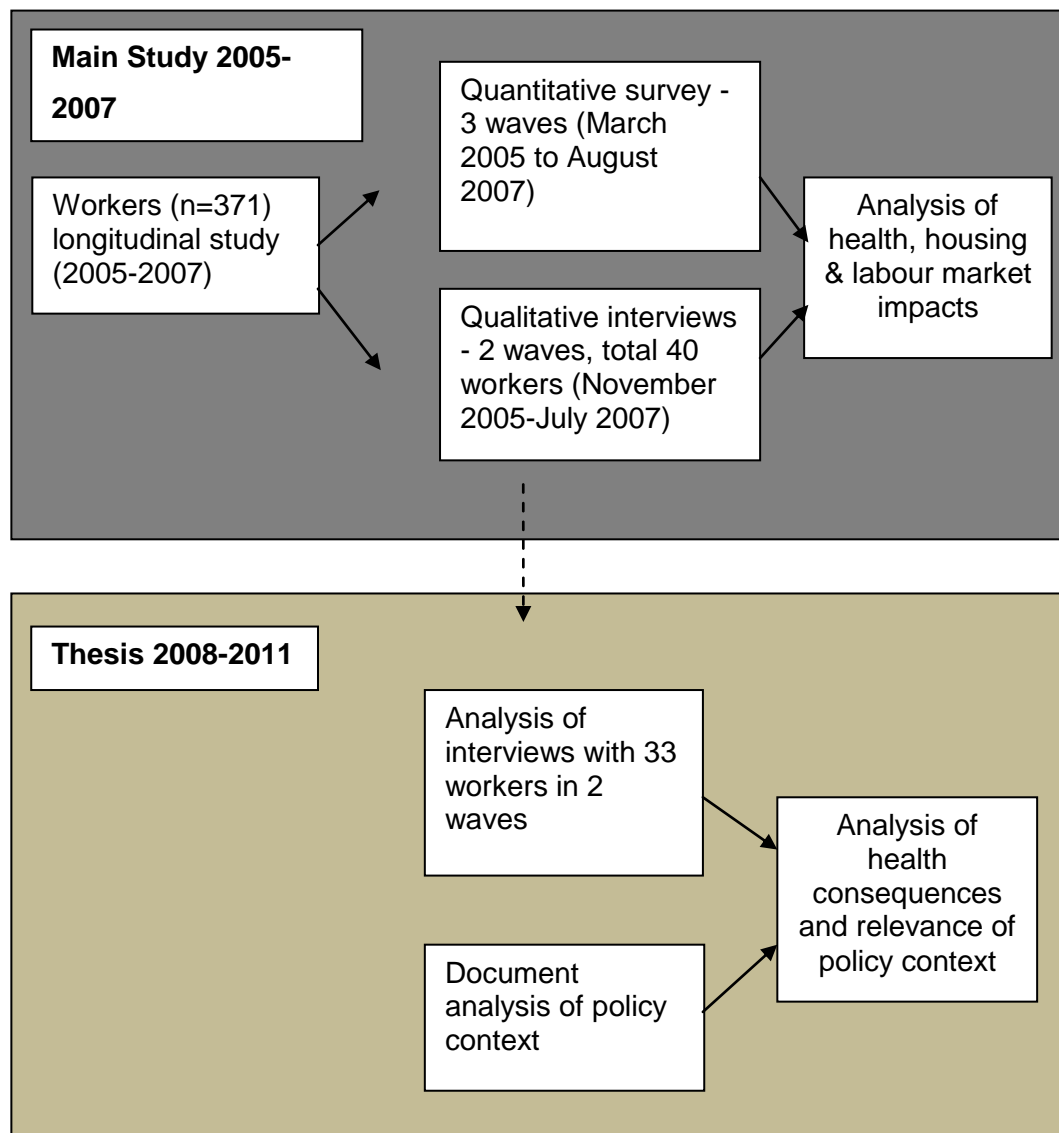 Main Study 2005-
2007
Workers (n=371)
longitudinal study
(2005-2007)
Quantitative survey -
3 waves (March
2005 to August
2007)
Qualitative interviews
- 2 waves, total 40
workers (November
2005-July 2007)
Analysis of
health, housing
& labour market
impacts
Thesis 2008-2011
Analysis of
interviews with 33
workers in 2
waves
Document
analysis of policy
context
Analysis of
health
consequences
and relevance of
policy context